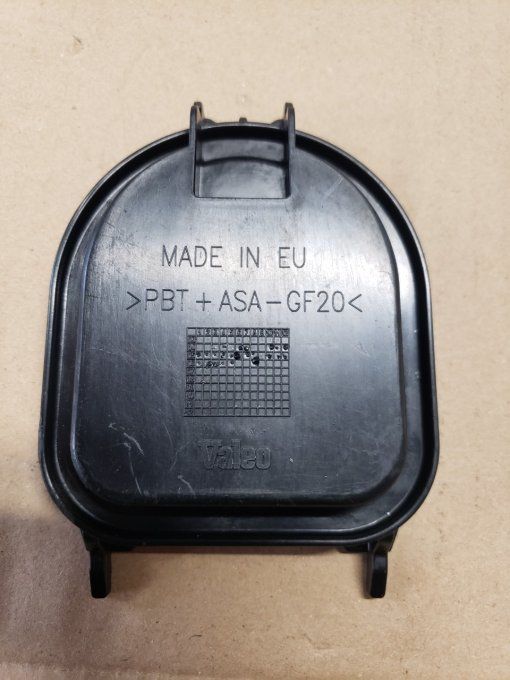 MADE IN EU
>PBT+ASA-GF20<
Valeo